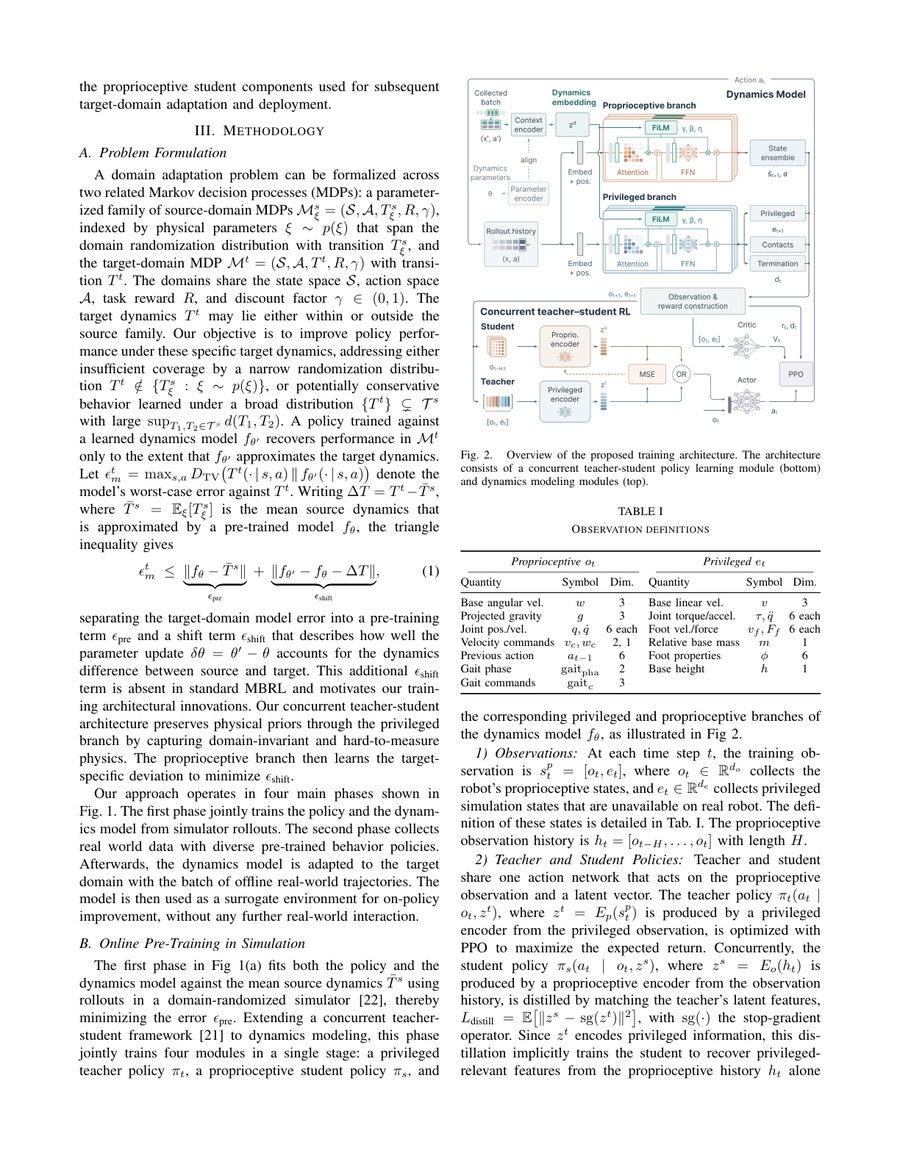 the proprioceptive student components used for subsequent
target-domain adaptation and deployment.
III. METHODOLOGY
A. Problem Formulation
A domain adaptation problem can be formalized across
two related Markov decision processes (MDPs): a parameter-
ized family of source-domain MDPs M^s_ξ = (S, A, T^s_ξ, R, γ),
indexed by physical parameters ξ ∼ p(ξ) that span the
domain randomization distribution with transition T^s_ξ, and
the target-domain MDP M^t = (S, A, T^t, R, γ) with transi-
tion T^t. The domains share the state space S, action space
A, task reward R, and discount factor γ ∈ (0, 1). The
target dynamics T^t may lie either within or outside the
source family. Our objective is to improve policy perfor-
mance under these specific target dynamics, addressing either
insufficient coverage by a narrow randomization distribu-
tion T^t ∉ {T^s_ξ : ξ ∼ p(ξ)}, or potentially conservative
behavior learned under a broad distribution {T^t} ⊊ T^s
with large sup_{T_1,T_2∈T^s} d(T_1, T_2). A policy trained against
a learned dynamics model f_θ′ recovers performance in M^t
only to the extent that f_θ′ approximates the target dynamics.
Let ϵ^t_m = max_{s,a} D_TV(T^t(· | s, a) ∥ f_θ′(· | s, a)) denote the
model's worst-case error against T^t. Writing ΔT = T^t − T̄^s,
where T̄^s = E_ξ[T^s_ξ] is the mean source dynamics that
is approximated by a pre-trained model f_θ, the triangle
inequality gives
ϵ^t_m ≤ ∥f_θ − T̄^s∥ + ∥f_θ′ − f_θ − ΔT∥, (1)
ϵ_pre ϵ_shift
separating the target-domain model error into a pre-training
term ϵ_pre and a shift term ϵ_shift that describes how well the
parameter update δθ = θ′ − θ accounts for the dynamics
difference between source and target. This additional ϵ_shift
term is absent in standard MBRL and motivates our train-
ing architectural innovations. Our concurrent teacher-student
architecture preserves physical priors through the privileged
branch by capturing domain-invariant and hard-to-measure
physics. The proprioceptive branch then learns the target-
specific deviation to minimize ϵ_shift.
Our approach operates in four main phases shown in
Fig. 1. The first phase jointly trains the policy and the dynam-
ics model from simulator rollouts. The second phase collects
real world data with diverse pre-trained behavior policies.
Afterwards, the dynamics model is adapted to the target
domain with the batch of offline real-world trajectories. The
model is then used as a surrogate environment for on-policy
improvement, without any further real-world interaction.
B. Online Pre-Training in Simulation
The first phase in Fig 1(a) fits both the policy and the
dynamics model against the mean source dynamics T̄^s using
rollouts in a domain-randomized simulator [22], thereby
minimizing the error ϵ_pre. Extending a concurrent teacher-
student framework [21] to dynamics modeling, this phase
jointly trains four modules in a single stage: a privileged
teacher policy π_t, a proprioceptive student policy π_s, and
Action a_t
Dynamics Model
Collected
batch
(x', a')
Context
encoder
Dynamics
embedding
z^d
align
Dynamics
parameters
θ
Parameter
encoder
Rollout history
(x, a)
Embed
+ pos.
Embed
+ pos.
Proprioceptive branch
FiLM
γ, β, η
Attention
FFN
Privileged branch
FiLM
γ, β, η
Attention
FFN
State
ensemble
ŝ_t+1, σ
Privileged
e_t+1
Contacts
Termination
d_t
o_t+1, e_t+1
Observation &
reward construction
Concurrent teacher–student RL
Student
o_t-H:t
Proprio.
encoder
z^s
Teacher
[o_t, e_t]
Privileged
encoder
z^t
MSE
OR
[o_t, e_t]
Critic
V_t
r_t, d_t
PPO
Actor
o_t
a_t
Fig. 2. Overview of the proposed training architecture. The architecture
consists of a concurrent teacher-student policy learning module (bottom)
and dynamics modeling modules (top).
TABLE I
OBSERVATION DEFINITIONS
Proprioceptive o_t Privileged e_t
Quantity Symbol Dim. Quantity Symbol Dim.
Base angular vel. w 3 Base linear vel. v 3
Projected gravity g 3 Joint torque/accel. τ, q̈ 6 each
Joint pos./vel. q, q̇ 6 each Foot vel./force v_f, F_f 6 each
Velocity commands v_c, w_c 2, 1 Relative base mass m 1
Previous action a_t−1 6 Foot properties ϕ 6
Gait phase gait_pha 2 Base height h 1
Gait commands gait_c 3
the corresponding privileged and proprioceptive branches of
the dynamics model f_θ, as illustrated in Fig 2.
1) Observations: At each time step t, the training ob-
servation is s^p_t = [o_t, e_t], where o_t ∈ R^{d_o} collects the
robot's proprioceptive states, and e_t ∈ R^{d_e} collects privileged
simulation states that are unavailable on real robot. The defi-
nition of these states is detailed in Tab. I. The proprioceptive
observation history is h_t = [o_t−H, . . . , o_t] with length H.
2) Teacher and Student Policies: Teacher and student
share one action network that acts on the proprioceptive
observation and a latent vector. The teacher policy π_t(a_t |
o_t, z^t), where z^t = E_p(s^p_t) is produced by a privileged
encoder from the privileged observation, is optimized with
PPO to maximize the expected return. Concurrently, the
student policy π_s(a_t | o_t, z^s), where z^s = E_o(h_t) is
produced by a proprioceptive encoder from the observation
history, is distilled by matching the teacher's latent features,
L_distill = E[∥z^s − sg(z^t)∥²], with sg(·) the stop-gradient
operator. Since z^t encodes privileged information, this dis-
tillation implicitly trains the student to recover privileged-
relevant features from the proprioceptive history h_t alone